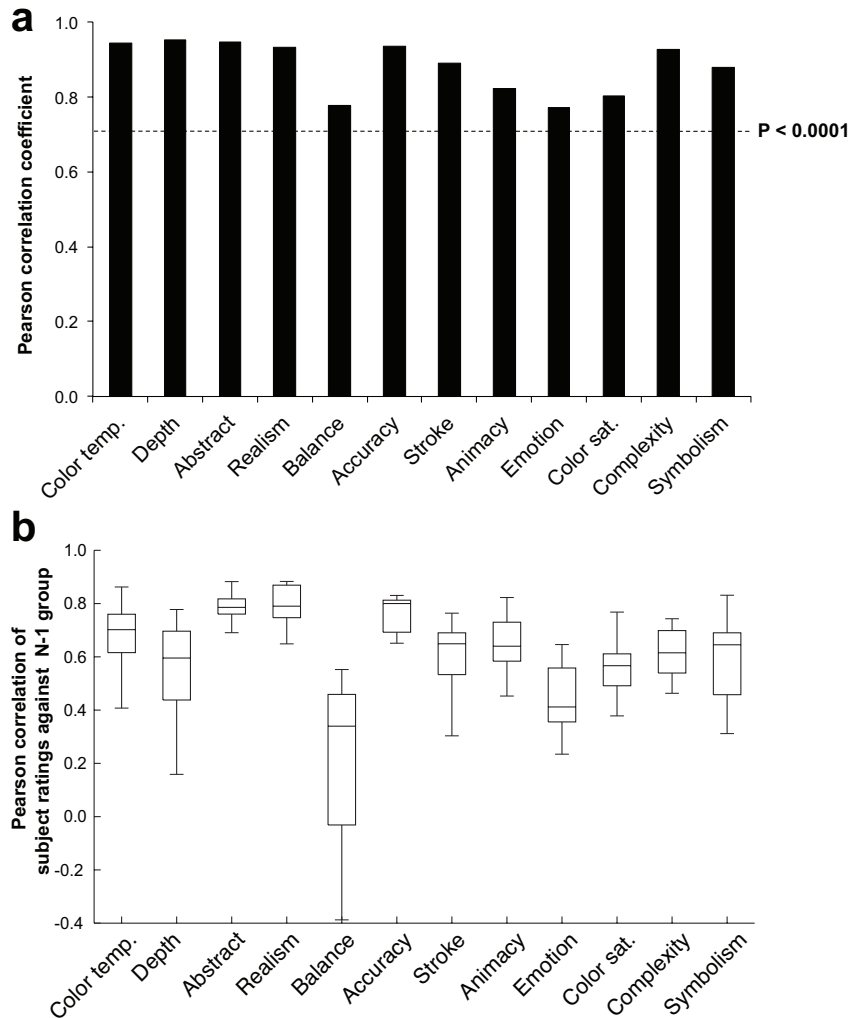 a
Pearson correlation coefficient
1.0
0.8
0.6
0.4
0.2
0.0
P < 0.0001
Color temp.
Depth
Abstract
Realism
Balance
Accuracy
Stroke
Animacy
Emotion
Color sat.
Complexity
Symbolism
b
Pearson correlation of
subject ratings against N-1 group
1.0
0.8
0.6
0.4
0.2
0.0
-0.2
-0.4
Color temp.
Depth
Abstract
Realism
Balance
Accuracy
Stroke
Animacy
Emotion
Color sat.
Complexity
Symbolism